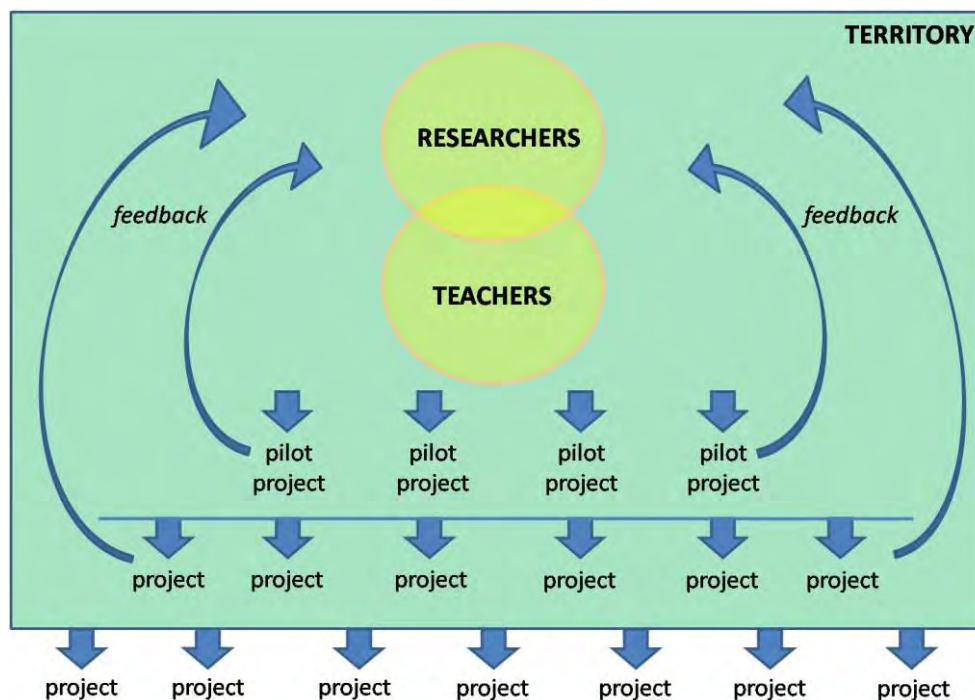 TERRITORY
RESEARCHERS
feedback
feedback
TEACHERS
pilot pilot pilot pilot
project project project project
project project project project project project
project project project project project project project